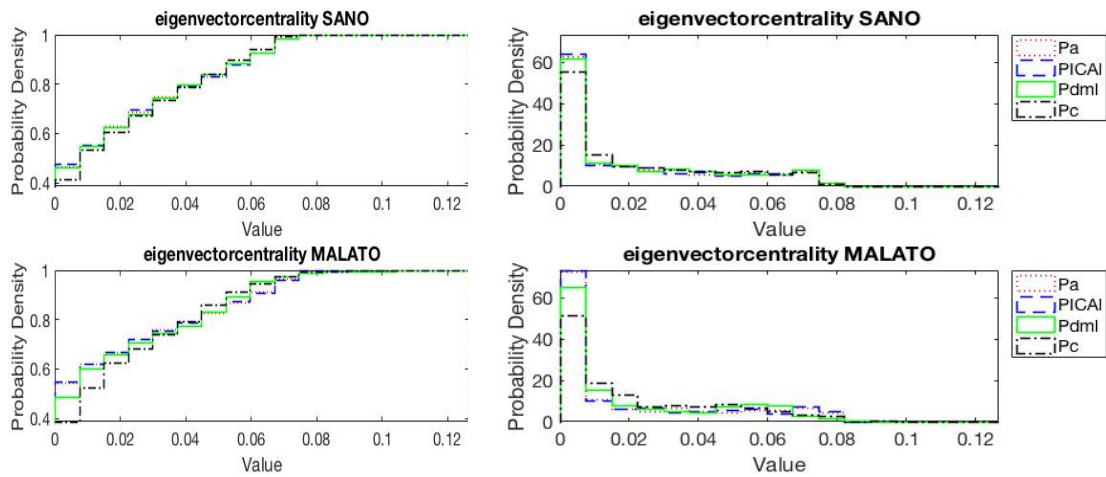 eigenvectorcentrality SANO
Probability Density
1
0.8
0.6
0.4
0 0.02 0.04 0.06 0.08 0.1 0.12
Value
eigenvectorcentrality SANO
Probability Density
60
40
20
0
0 0.02 0.04 0.06 0.08 0.1 0.12
Value
Pa
PICAI
Pdml
Pc
eigenvectorcentrality MALATO
Probability Density
1
0.8
0.6
0.4
0 0.02 0.04 0.06 0.08 0.1 0.12
Value
eigenvectorcentrality MALATO
Probability Density
60
40
20
0
0 0.02 0.04 0.06 0.08 0.1 0.12
Value
Pa
PICAI
Pdml
Pc